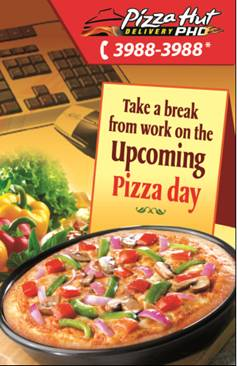 Pizza Hut
DELIVERY PHD
3988-3988*
Take a break
from work on the
Upcoming
Pizza day